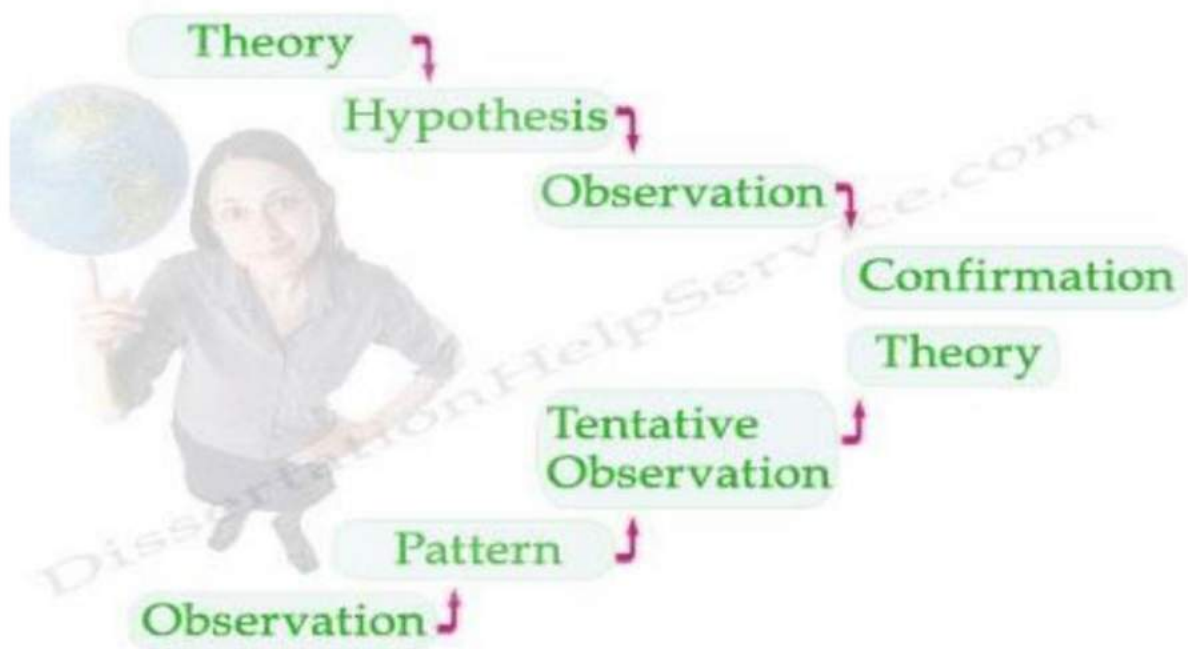 Theory
Hypothesis
Observation
Confirmation
Theory
Tentative
Observation
Pattern
Observation
DissertationHelpService.com